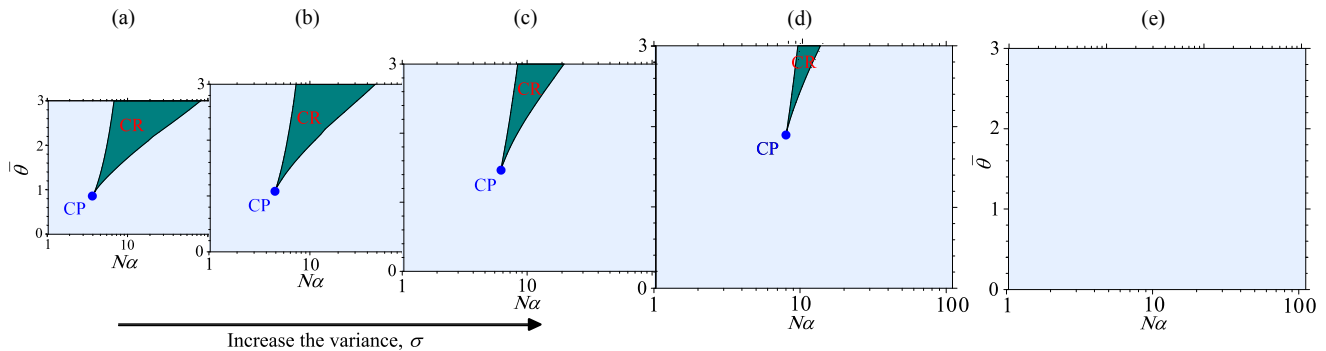 (a) (b) (c) (d) (e)
3 2 1 0 θ̄ 1 10 Nα CR CP
3 0 1 10 Nα CR CP
3 0 1 10 Nα CR CP
3 0 1 10 100 Nα CR CP
3 2 1 0 θ̄ 1 10 100 Nα
Increase the variance, σ